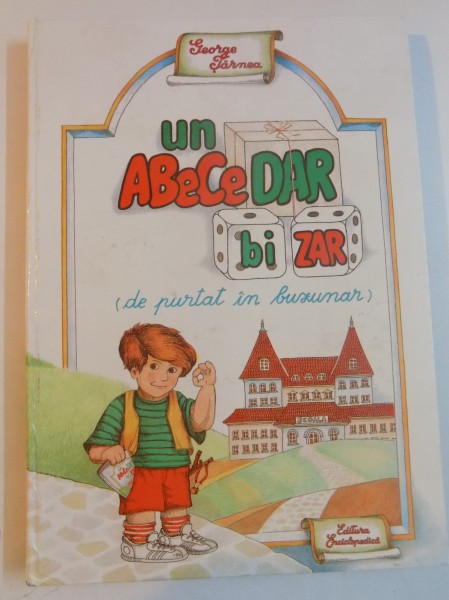 George
Țărnea
un
ABeCeDAR
bi ZAR
(de purtat în buzunar)
ȘCOALA
Editura
Enciclopedică